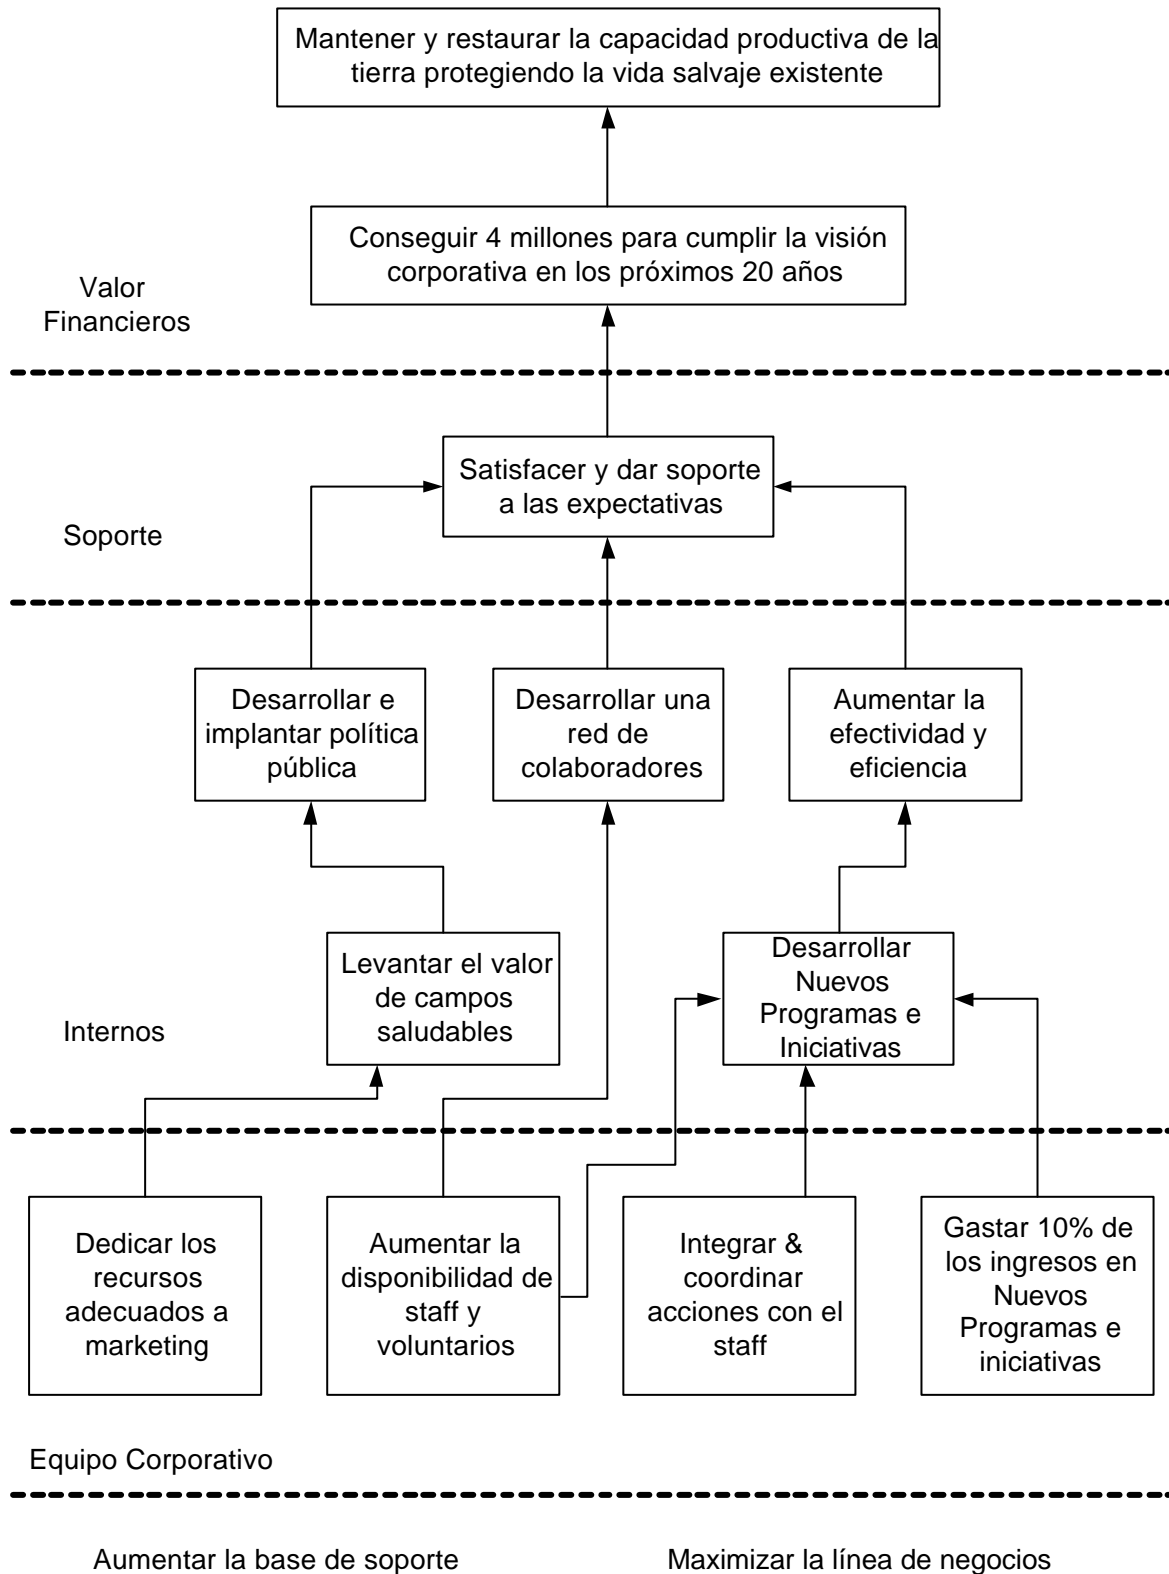 Mantener y restaurar la capacidad productiva de la
tierra protegiendo la vida salvaje existente
Conseguir 4 millones para cumplir la visión
corporativa en los próximos 20 años
Valor
Financieros
Satisfacer y dar soporte
a las expectativas
Soporte
Desarrollar e
implantar política
pública
Desarrollar una
red de
colaboradores
Aumentar la
efectividad y
eficiencia
Levantar el valor
de campos
saludables
Desarrollar
Nuevos
Programas e
Iniciativas
Internos
Dedicar los
recursos
adecuados a
marketing
Aumentar la
disponibilidad de
staff y
voluntarios
Integrar &
coordinar
acciones con el
staff
Gastar 10% de
los ingresos en
Nuevos
Programas e
iniciativas
Equipo Corporativo
Aumentar la base de soporte
Maximizar la línea de negocios